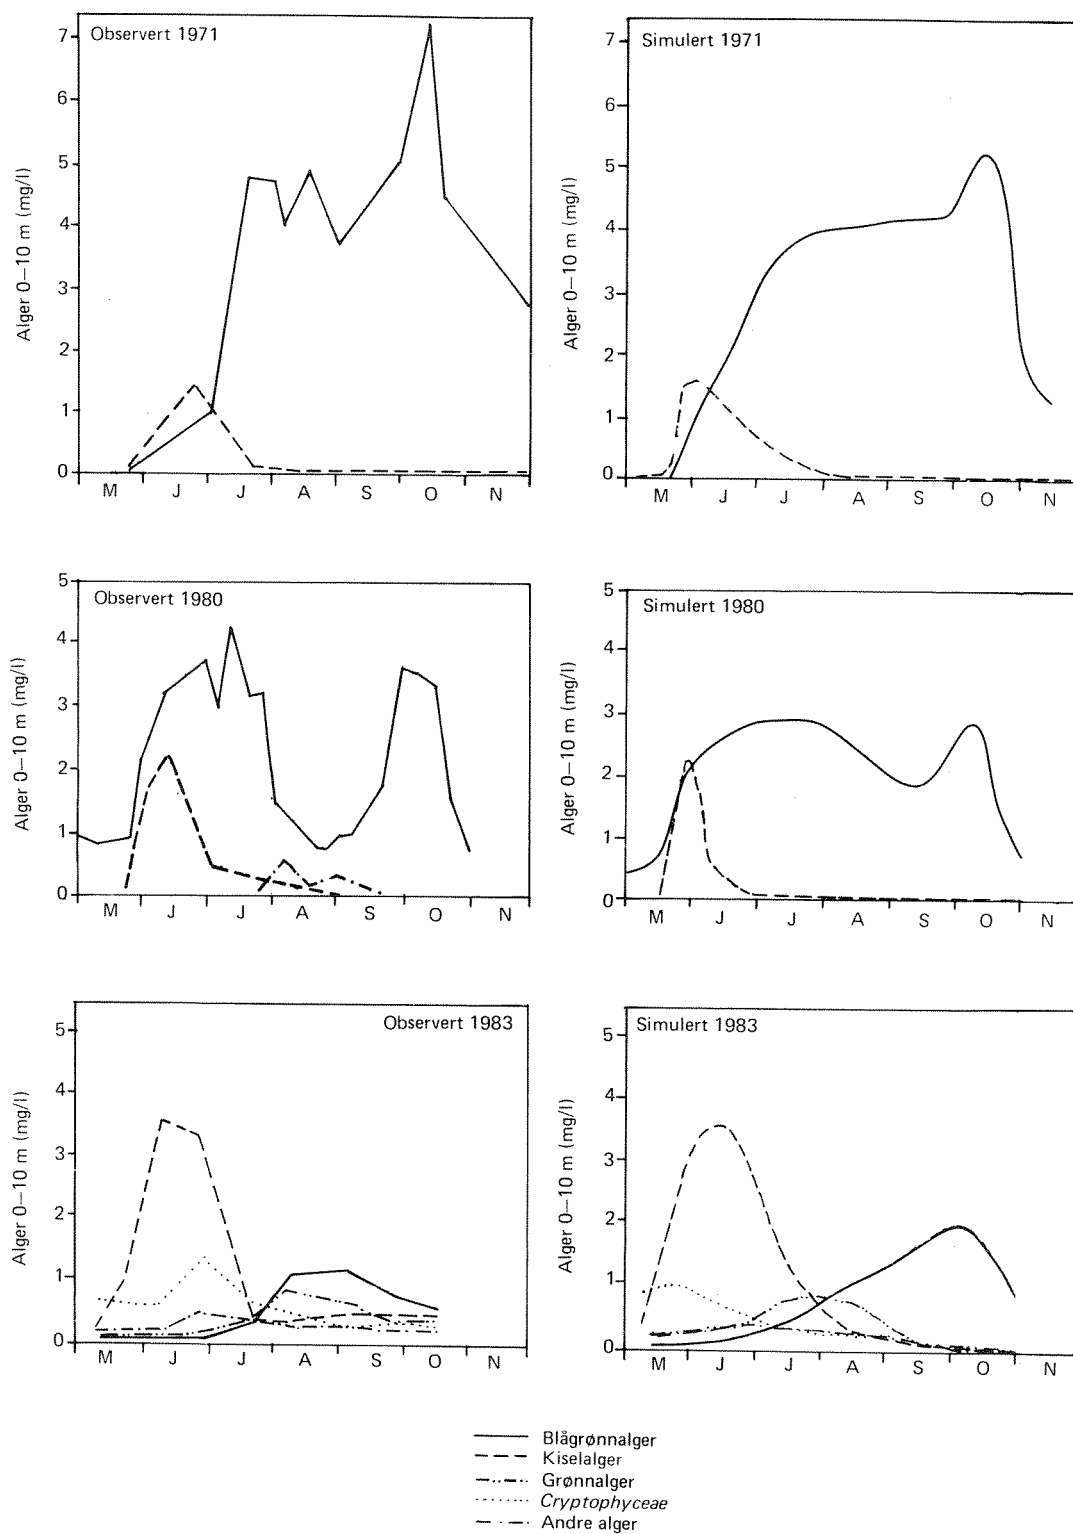 Observert 1971
Alger 0–10 m (mg/l)
7
6
5
4
3
2
1
0
M J J A S O N
Simulert 1971
Alger 0–10 m (mg/l)
7
6
5
4
3
2
1
0
M J J A S O N
Observert 1980
Alger 0–10 m (mg/l)
5
4
3
2
1
0
M J J A S O N
Simulert 1980
Alger 0–10 m (mg/l)
5
4
3
2
1
0
M J J A S O N
Observert 1983
Alger 0–10 m (mg/l)
5
4
3
2
1
0
M J J A S O N
Simulert 1983
Alger 0–10 m (mg/l)
5
4
3
2
1
0
M J J A S O N
Blågrønnalger
Kiselalger
Grønnalger
Cryptophyceae
Andre alger